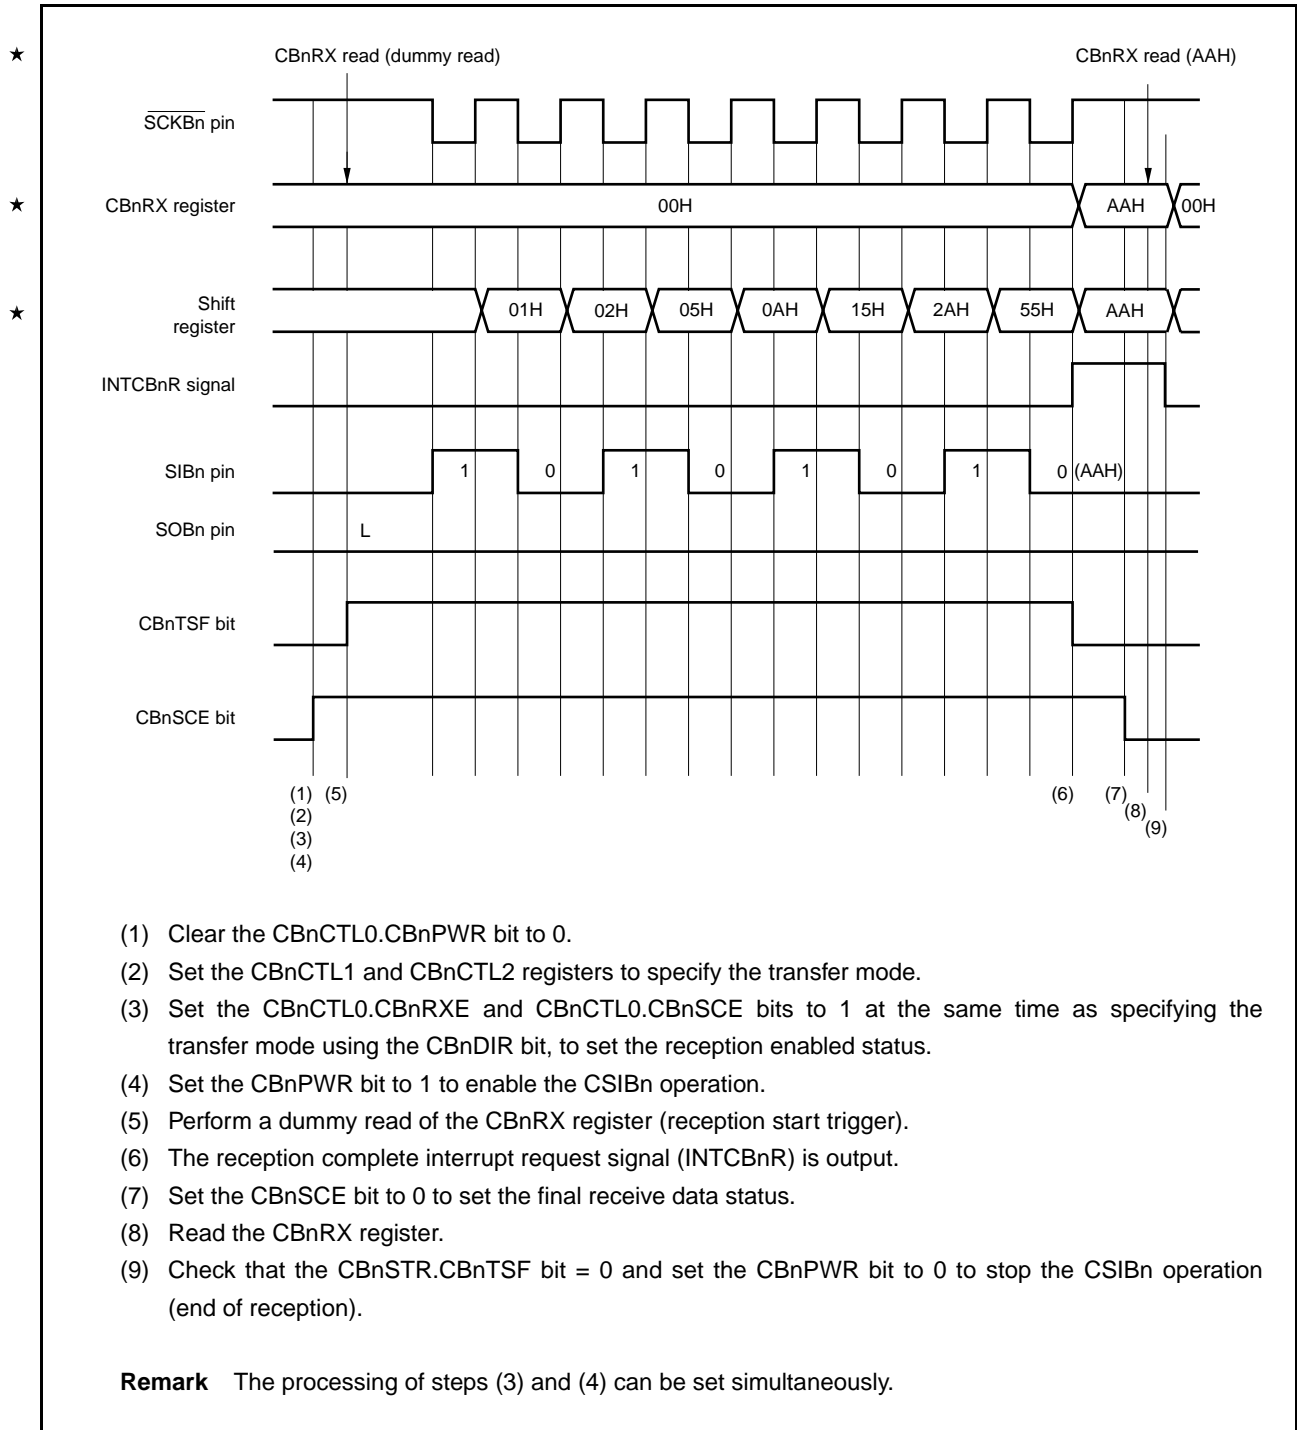 ★
CBnRX read (dummy read)
CBnRX read (AAH)
SCKBn pin
★
CBnRX register
00H
AAH
00H
★
Shift
register
01H
02H
05H
0AH
15H
2AH
55H
AAH
INTCBnR signal
SIBn pin
1
0
1
0
1
0
1
0 (AAH)
SOBn pin
L
CBnTSF bit
CBnSCE bit
(1)
(5)
(6)
(7)
(2)
(8)
(3)
(9)
(4)
(1) Clear the CBnCTL0.CBnPWR bit to 0.
(2) Set the CBnCTL1 and CBnCTL2 registers to specify the transfer mode.
(3) Set the CBnCTL0.CBnRXE and CBnCTL0.CBnSCE bits to 1 at the same time as specifying the
transfer mode using the CBnDIR bit, to set the reception enabled status.
(4) Set the CBnPWR bit to 1 to enable the CSIBn operation.
(5) Perform a dummy read of the CBnRX register (reception start trigger).
(6) The reception complete interrupt request signal (INTCBnR) is output.
(7) Set the CBnSCE bit to 0 to set the final receive data status.
(8) Read the CBnRX register.
(9) Check that the CBnSTR.CBnTSF bit = 0 and set the CBnPWR bit to 0 to stop the CSIBn operation
(end of reception).
Remark The processing of steps (3) and (4) can be set simultaneously.